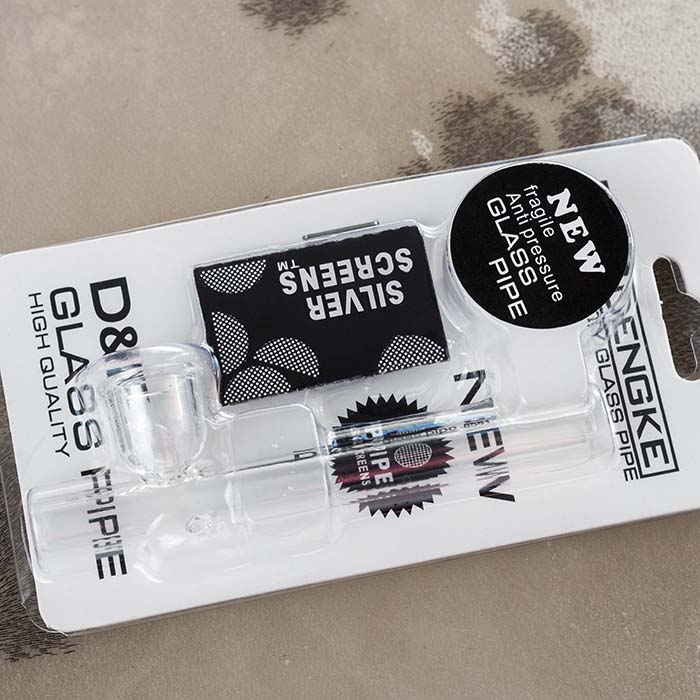 NEW
fragile
Anti pressure
GLASS
PIPE
SILVER
SCREENS
TM
GLASS PIPE
HIGH QUALITY
NEW
PIPE
SCREENS
ENGKE
GLASS PIPE